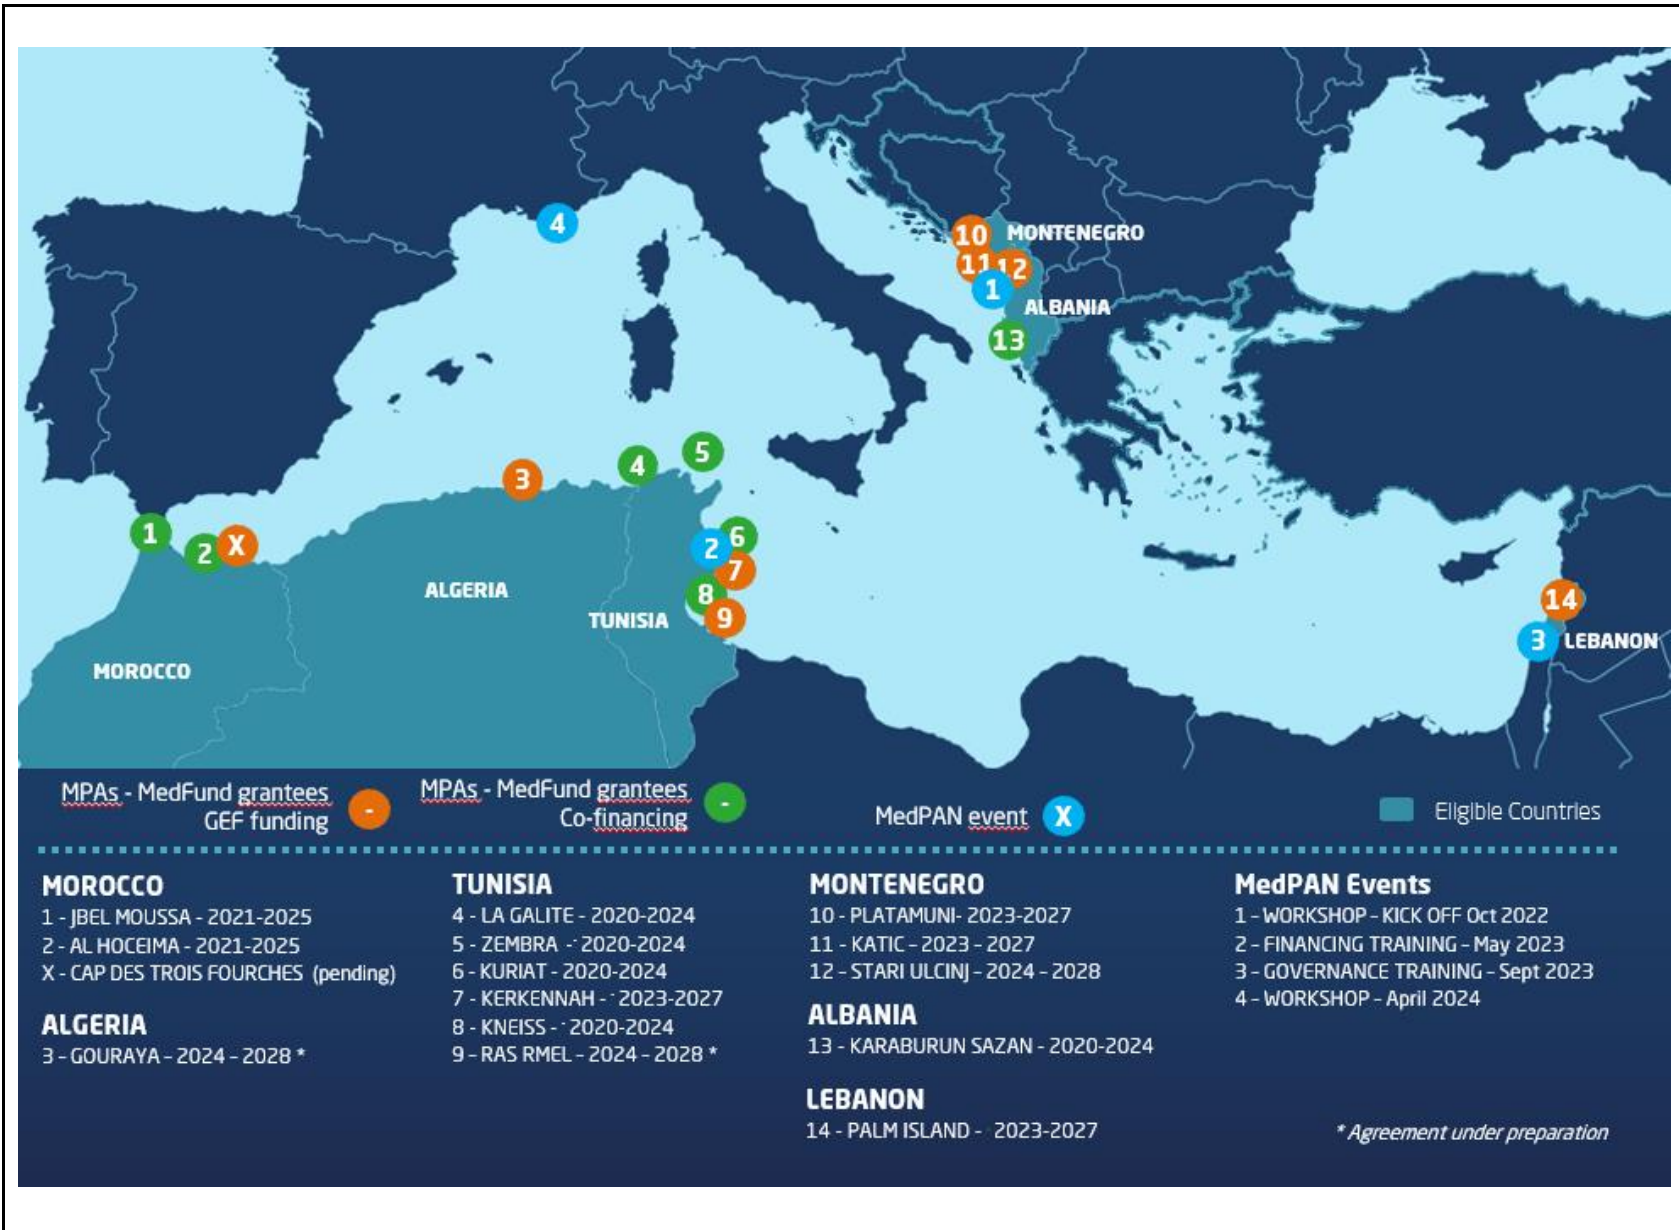 4
10
MONTENEGRO
11
12
1
ALBANIA
13
5
4
3
1
2
X
6
2
7
8
9
14
3
LEBANON
ALGERIA
TUNISIA
MOROCCO
MPAs - MedFund grantees
GEF funding
-
MPAs - MedFund grantees
Co-financing
-
MedPAN event
X
Eligible Countries
MOROCCO
1 - JBEL MOUSSA - 2021-2025
2 - AL HOCEIMA - 2021-2025
X - CAP DES TROIS FOURCHES (pending)
ALGERIA
3 – GOURAYA – 2024 – 2028 *
TUNISIA
4 - LA GALITE - 2020-2024
5 - ZEMBRA - 2020-2024
6 - KURIAT - 2020-2024
7 - KERKENNAH - 2023-2027
8 - KNEISS - 2020-2024
9 – RAS RMEL – 2024 – 2028 *
MONTENEGRO
10 - PLATAMUNI- 2023-2027
11 - KATIC – 2023 – 2027
12 – STARI ULCINJ – 2024 – 2028
ALBANIA
13 - KARABURUN SAZAN - 2020-2024
LEBANON
14 - PALM ISLAND - 2023-2027
MedPAN Events
1 – WORKSHOP – KICK OFF Oct 2022
2 – FINANCING TRAINING – May 2023
3 – GOVERNANCE TRAINING – Sept 2023
4 – WORKSHOP – April 2024
* Agreement under preparation